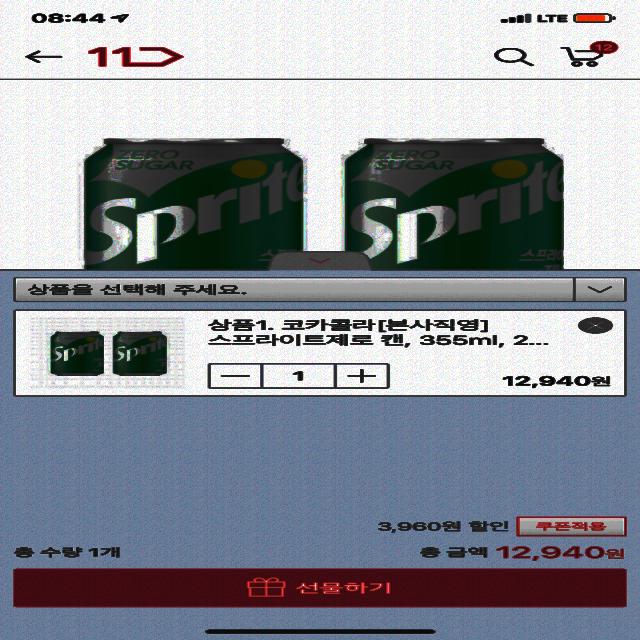 08:44
LTE
11
12
ZERO SUGAR ZERO SUGAR
Sprite Sprite
상품을 선택해 주세요.
상품1. 코카콜라[본사직영]
스프라이트제로 캔, 355ml, 2...
1
12,940원
3,960원 할인 쿠폰적용
총 수량 1개 총 금액 12,940원
선물하기